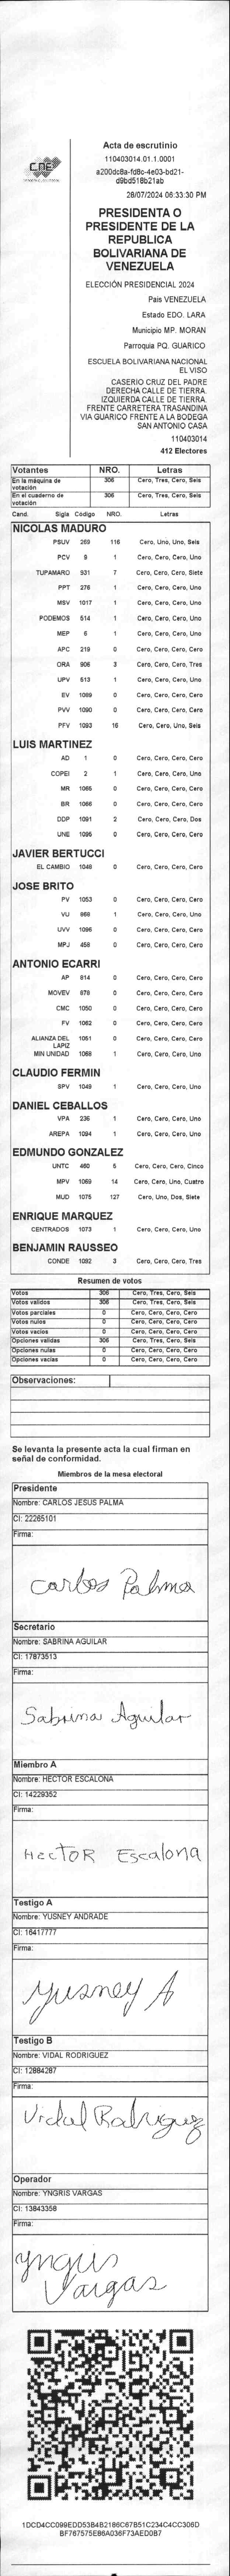 CNE
Acta de escrutinio
110403014.01.1.0001
a200dc8a-fd8c-4e03-bd21-
d9bd518b21ab
28/07/2024 06:33:30 PM
PRESIDENTA O
PRESIDENTE DE LA
REPUBLICA
BOLIVARIANA DE
VENEZUELA
ELECCIÓN PRESIDENCIAL 2024
Pais VENEZUELA
Estado EDO. LARA
Municipio MP. MORAN
Parroquia PQ. GUARICO
ESCUELA BOLIVARIANA NACIONAL
EL VISO
CASERIO CRUZ DEL PADRE
DERECHA CALLE DE TIERRA.
IZQUIERDA CALLE DE TIERRA.
FRENTE CARRETERA TRASANDINA
VIA GUARICO FRENTE A LA BODEGA
SAN ANTONIO CASA
110403014
412 Electores
Votantes NRO. Letras
En la máquina de votación 306 Cero, Tres, Cero, Seis
En el cuaderno de votación 306 Cero, Tres, Cero, Seis
Cand. Sigla Codigo NRO. Letras
NICOLAS MADURO
PSUV 269 116 Cero, Uno, Uno, Seis
PCV 9 1 Cero, Cero, Cero, Uno
TUPAMARO 931 7 Cero, Cero, Cero, Siete
PPT 276 1 Cero, Cero, Cero, Uno
MSV 1017 1 Cero, Cero, Cero, Uno
PODEMOS 514 1 Cero, Cero, Cero, Uno
MEP 6 1 Cero, Cero, Cero, Uno
APC 219 0 Cero, Cero, Cero, Cero
ORA 906 3 Cero, Cero, Cero, Tres
UPV 513 1 Cero, Cero, Cero, Uno
EV 1089 0 Cero, Cero, Cero, Cero
PVV 1090 0 Cero, Cero, Cero, Cero
PFV 1093 16 Cero, Cero, Uno, Seis
LUIS MARTINEZ
AD 1 0 Cero, Cero, Cero, Cero
COPEI 2 1 Cero, Cero, Cero, Uno
MR 1065 0 Cero, Cero, Cero, Cero
BR 1066 0 Cero, Cero, Cero, Cero
DDP 1091 2 Cero, Cero, Cero, Dos
UNE 1095 0 Cero, Cero, Cero, Cero
JAVIER BERTUCCI
EL CAMBIO 1048 0 Cero, Cero, Cero, Cero
JOSE BRITO
PV 1053 0 Cero, Cero, Cero, Cero
VU 868 1 Cero, Cero, Cero, Uno
UVV 1096 0 Cero, Cero, Cero, Cero
MPJ 458 0 Cero, Cero, Cero, Cero
ANTONIO ECARRI
AP 814 0 Cero, Cero, Cero, Cero
MOVEV 878 0 Cero, Cero, Cero, Cero
CMC 1050 0 Cero, Cero, Cero, Cero
FV 1062 0 Cero, Cero, Cero, Cero
ALIANZA DEL LAPIZ 1051 0 Cero, Cero, Cero, Cero
MIN UNIDAD 1068 1 Cero, Cero, Cero, Uno
CLAUDIO FERMIN
SPV 1049 1 Cero, Cero, Cero, Uno
DANIEL CEBALLOS
VPA 236 1 Cero, Cero, Cero, Uno
AREPA 1094 1 Cero, Cero, Cero, Uno
EDMUNDO GONZALEZ
UNTC 460 5 Cero, Cero, Cero, Cinco
MPV 1069 14 Cero, Cero, Uno, Cuatro
MUD 1075 127 Cero, Uno, Dos, Siete
ENRIQUE MARQUEZ
CENTRADOS 1073 1 Cero, Cero, Cero, Uno
BENJAMIN RAUSSEO
CONDE 1092 3 Cero, Cero, Cero, Tres
Resumen de votos
Votos 306 Cero, Tres, Cero, Seis
Votos validos 306 Cero, Tres, Cero, Seis
Votos parciales 0 Cero, Cero, Cero, Cero
Votos nulos 0 Cero, Cero, Cero, Cero
Votos vacios 0 Cero, Cero, Cero, Cero
Opciones validas 306 Cero, Tres, Cero, Seis
Opciones nulas 0 Cero, Cero, Cero, Cero
Opciones vacias 0 Cero, Cero, Cero, Cero
Observaciones:
Se levanta la presente acta la cual firman en
señal de conformidad.
Miembros de la mesa electoral
Presidente
Nombre: CARLOS JESUS PALMA
CI: 22265101
Firma:
Carlos Palma
Secretario
Nombre: SABRINA AGUILAR
CI: 17873513
Firma:
Sabrina Aguilar
Miembro A
Nombre: HECTOR ESCALONA
CI: 14229352
Firma:
Hector Escalona
Testigo A
Nombre: YUSNEY ANDRADE
CI: 16417777
Firma:
Yusney A
Testigo B
Nombre: VIDAL RODRIGUEZ
CI: 12884287
Firma:
Vidal Rodriguez
Operador
Nombre: YNGRIS VARGAS
CI: 13843358
Firma:
Yngris
Vargas
1DCD4CC099EDD53B4B2186C67B51C234C4CC306D
BF767575EB6A036F73AED0B7